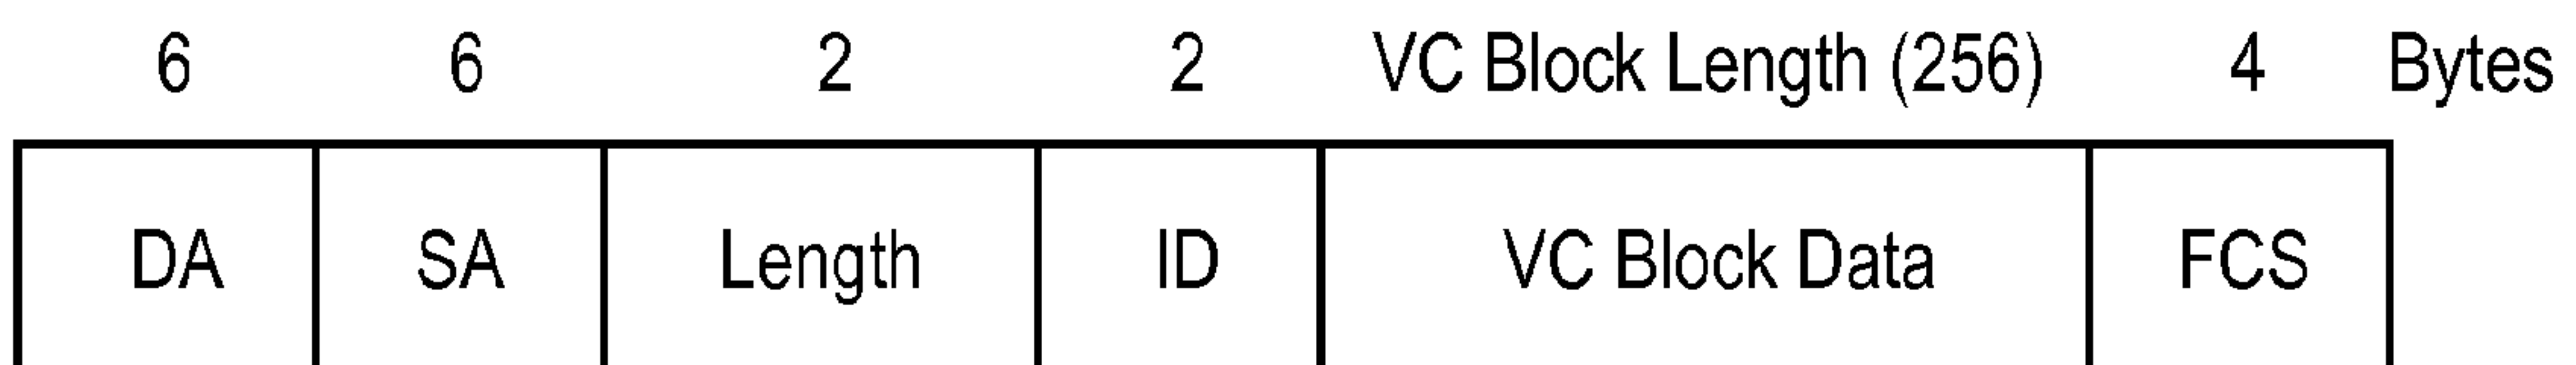 6 6 2 2 VC Block Length (256) 4 Bytes
DA SA Length ID VC Block Data FCS